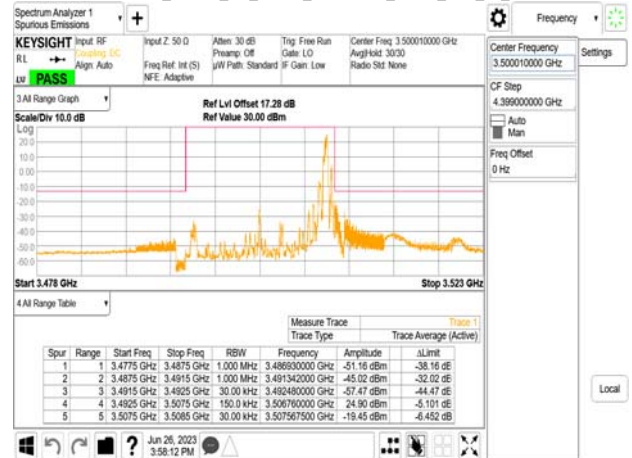 Spectrum Analyzer 1
Spurious Emissions
+
Frequency
KEYSIGHT Input: RF Input Z: 50 Ω Atten: 30 dB Trig: Free Run Center Freq: 3.500010000 GHz
RL Coupling: DC Preamp: Off Gate: LO Avg|Hold: 30/30
Align: Auto Freq Ref: Int (S) µW Path: Standard IF Gain: Low Radio Std: None
LU PASS NFE: Adaptive
Center Frequency
3.500010000 GHz
Settings
CF Step
4.399000000 GHz
Auto
Man
Freq Offset
0 Hz
3 All Range Graph
Ref Lvl Offset 17.28 dB
Scale/Div 10.0 dB Ref Value 30.00 dBm
Log
20.0
10.0
0.00
-10.0
-20.0
-30.0
-40.0
-50.0
-60.0
Start 3.478 GHz Stop 3.523 GHz
4 All Range Table
Measure Trace Trace 1
Trace Type Trace Average (Active)
Spur Range Start Freq Stop Freq RBW Frequency Amplitude ΔLimit
1 1 3.4775 GHz 3.4875 GHz 1.000 MHz 3.486930000 GHz -51.16 dBm -38.16 dB
2 2 3.4875 GHz 3.4915 GHz 1.000 MHz 3.491342000 GHz -45.02 dBm -32.02 dB
3 3 3.4915 GHz 3.4925 GHz 30.00 kHz 3.492480000 GHz -57.47 dBm -44.47 dB
4 4 3.4925 GHz 3.5075 GHz 150.0 kHz 3.506760000 GHz 24.90 dBm -5.101 dB
5 5 3.5075 GHz 3.5085 GHz 30.00 kHz 3.507567500 GHz -19.45 dBm -6.452 dB
Local
?
Jun 26, 2023
3:58:12 PM